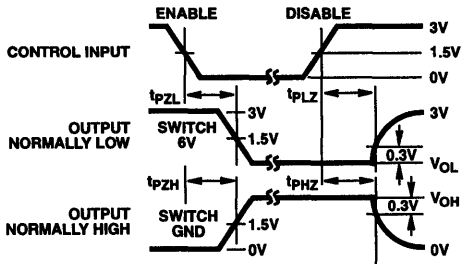 ENABLE DISABLE
CONTROL INPUT
3V
1.5V
0V
tPZL tPLZ
OUTPUT
NORMALLY LOW
SWITCH
6V
3V
1.5V
3V
0.3V
VOL
tPZH tPHZ
OUTPUT
NORMALLY HIGH
SWITCH
GND
1.5V
0V
VOH
0.3V
0V